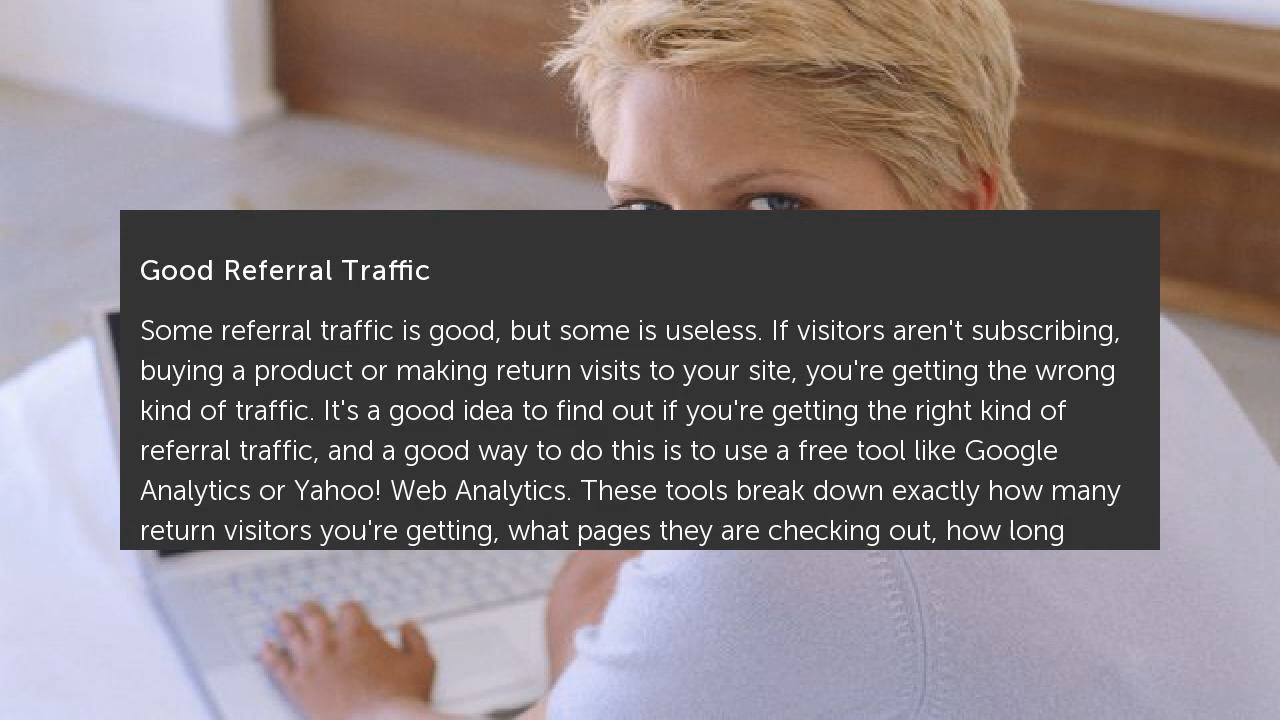 Good Referral Traffic
Some referral traffic is good, but some is useless. If visitors aren't subscribing,
buying a product or making return visits to your site, you're getting the wrong
kind of traffic. It's a good idea to find out if you're getting the right kind of
referral traffic, and a good way to do this is to use a free tool like Google
Analytics or Yahoo! Web Analytics. These tools break down exactly how many
return visitors you're getting, what pages they are checking out, how long